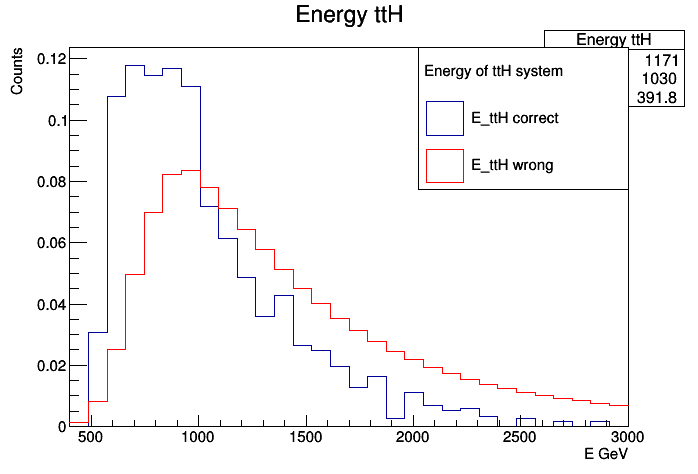 Energy ttH
Energy ttH
1171
1030
391.8
Energy of ttH system
E_ttH correct
E_ttH wrong
Counts
0.12
0.1
0.08
0.06
0.04
0.02
0
500 1000 1500 2000 2500 3000
E GeV